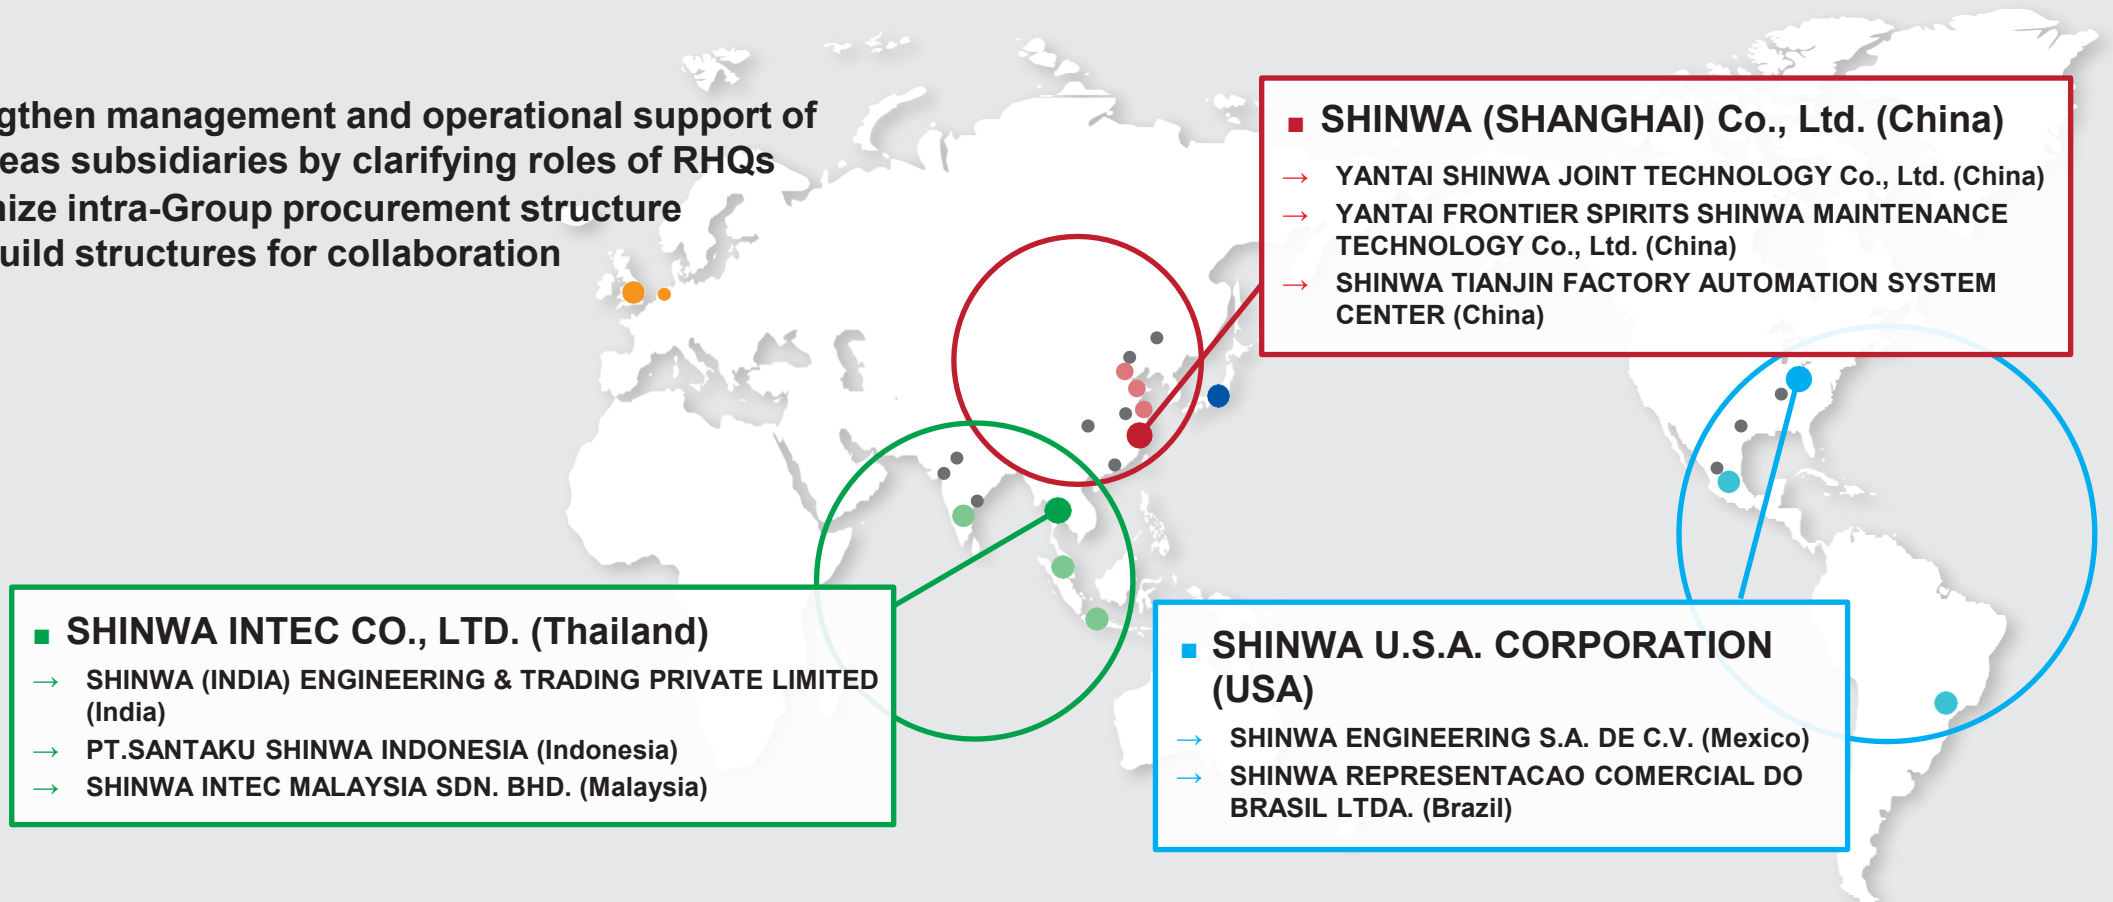 gthen management and operational support of
eas subsidiaries by clarifying roles of RHQs
nize intra-Group procurement structure
uild structures for collaboration
■ SHINWA (SHANGHAI) Co., Ltd. (China)
→ YANTAI SHINWA JOINT TECHNOLOGY Co., Ltd. (China)
→ YANTAI FRONTIER SPIRITS SHINWA MAINTENANCE
TECHNOLOGY Co., Ltd. (China)
→ SHINWA TIANJIN FACTORY AUTOMATION SYSTEM
CENTER (China)
■ SHINWA INTEC CO., LTD. (Thailand)
→ SHINWA (INDIA) ENGINEERING & TRADING PRIVATE LIMITED
(India)
→ PT.SANTAKU SHINWA INDONESIA (Indonesia)
→ SHINWA INTEC MALAYSIA SDN. BHD. (Malaysia)
■ SHINWA U.S.A. CORPORATION
(USA)
→ SHINWA ENGINEERING S.A. DE C.V. (Mexico)
→ SHINWA REPRESENTACAO COMERCIAL DO
BRASIL LTDA. (Brazil)